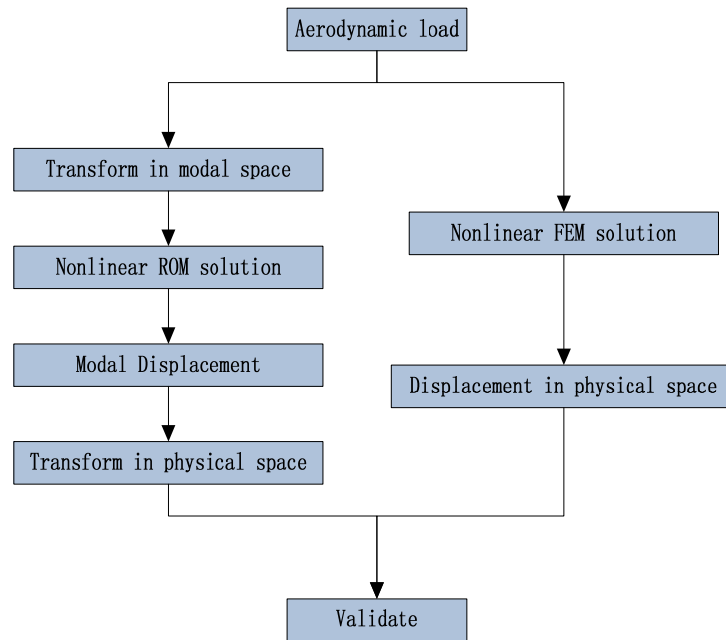 Aerodynamic load
Transform in modal space
Nonlinear ROM solution
Modal Displacement
Transform in physical space
Nonlinear FEM solution
Displacement in physical space
Validate